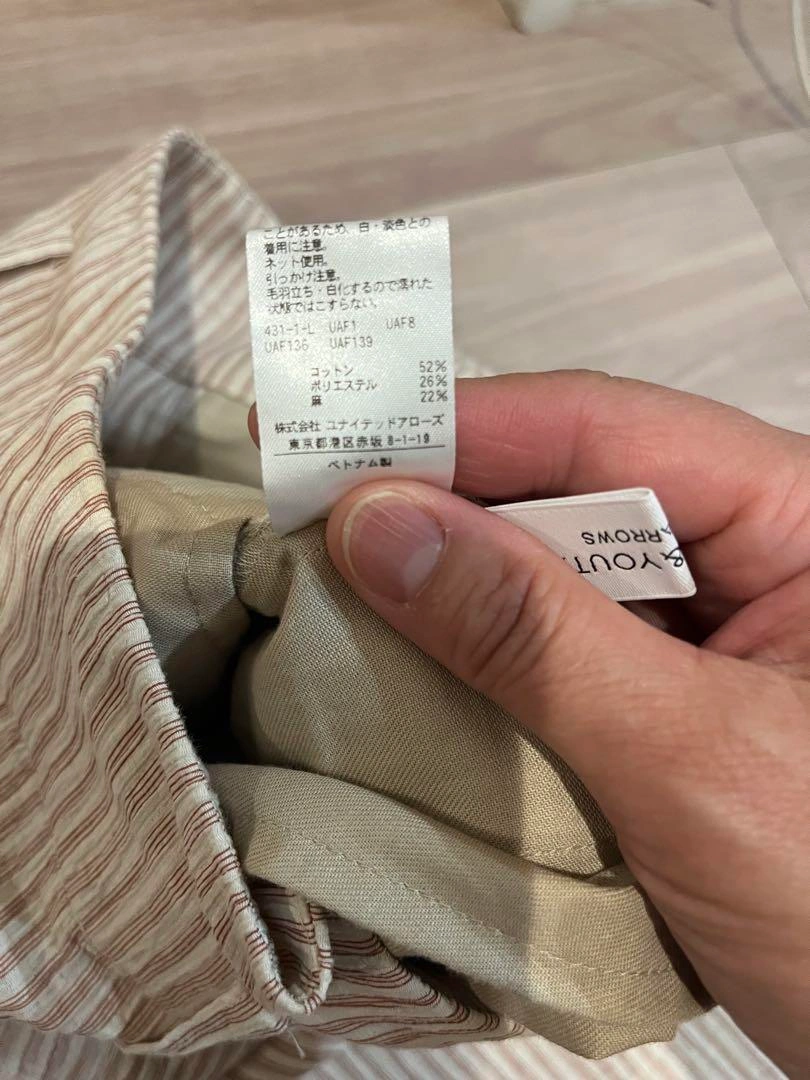 ことがあるため、白・淡色との
着用に注意。
ネット使用。
引っかけ注意。
毛羽立ち・白化するので濡れた
状態ではこすらない。
431-1-L UAF1 UAF8
UAF136 UAF139
コットン 52%
ポリエステル 26%
麻 22%
株式会社 ユナイテッドアローズ
東京都港区赤坂 8-1-19
ベトナム製
& YOUT
ARROWS